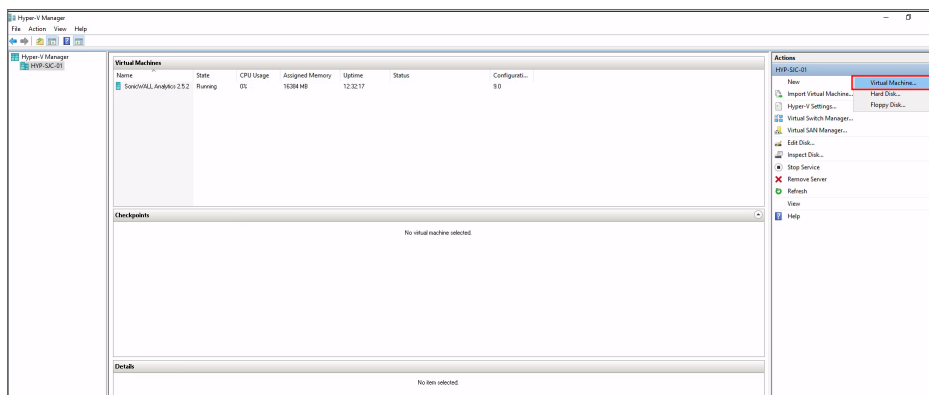 Hyper-V Manager
File Action View Help
Hyper-V Manager
HYP-SJC-01
Virtual Machines
Name State CPU Usage Assigned Memory Uptime Status Configurati...
SonicWALL Analytics 2.5.2 Running 0% 16384 MB 12:32:17 9.0
Checkpoints
No virtual machine selected.
Details
No item selected.
Actions
HYP-SJC-01
New
Virtual Machine...
Import Virtual Machine...
Hard Disk...
Hyper-V Settings...
Floppy Disk...
Virtual Switch Manager...
Virtual SAN Manager...
Edit Disk...
Inspect Disk...
Stop Service
Remove Server
Refresh
View
Help